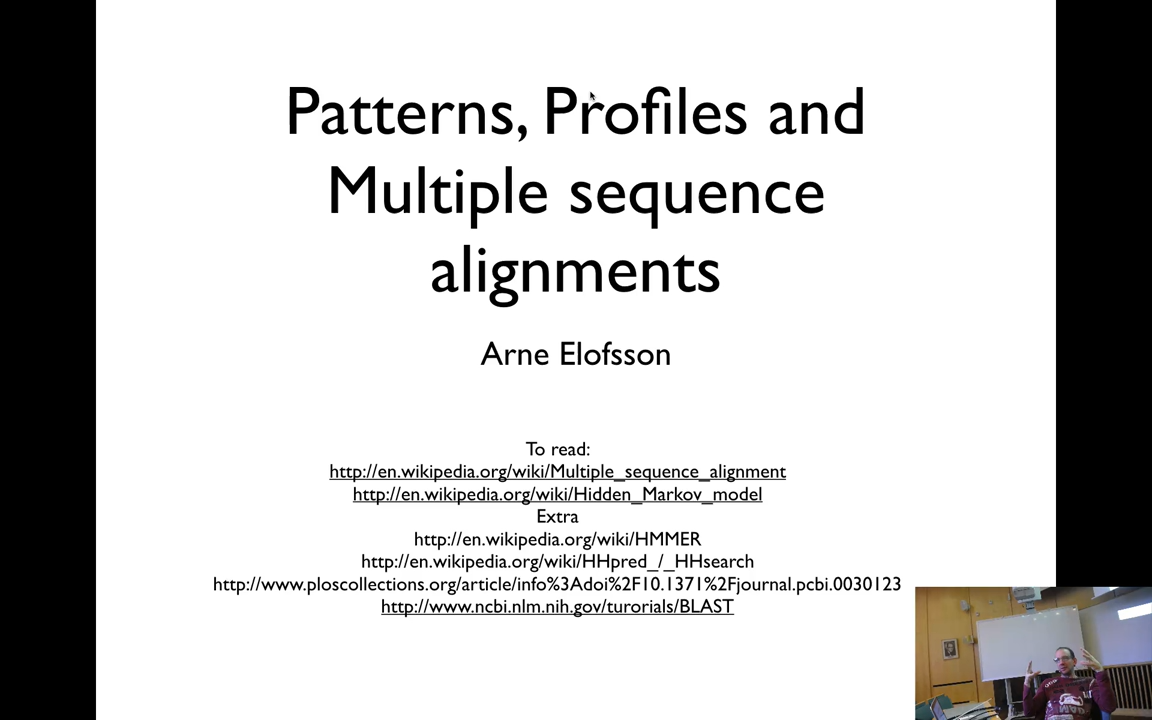 Patterns, Profiles and
Multiple sequence
alignments
Arne Elofsson
To read:
http://en.wikipedia.org/wiki/Multiple_sequence_alignment
http://en.wikipedia.org/wiki/Hidden_Markov_model
Extra
http://en.wikipedia.org/wiki/HMMER
http://en.wikipedia.org/wiki/HHpred_/_HHsearch
http://www.ploscollections.org/article/info%3Adoi%2F10.1371%2Fjournal.pcbi.0030123
http://www.ncbi.nlm.nih.gov/turorials/BLAST